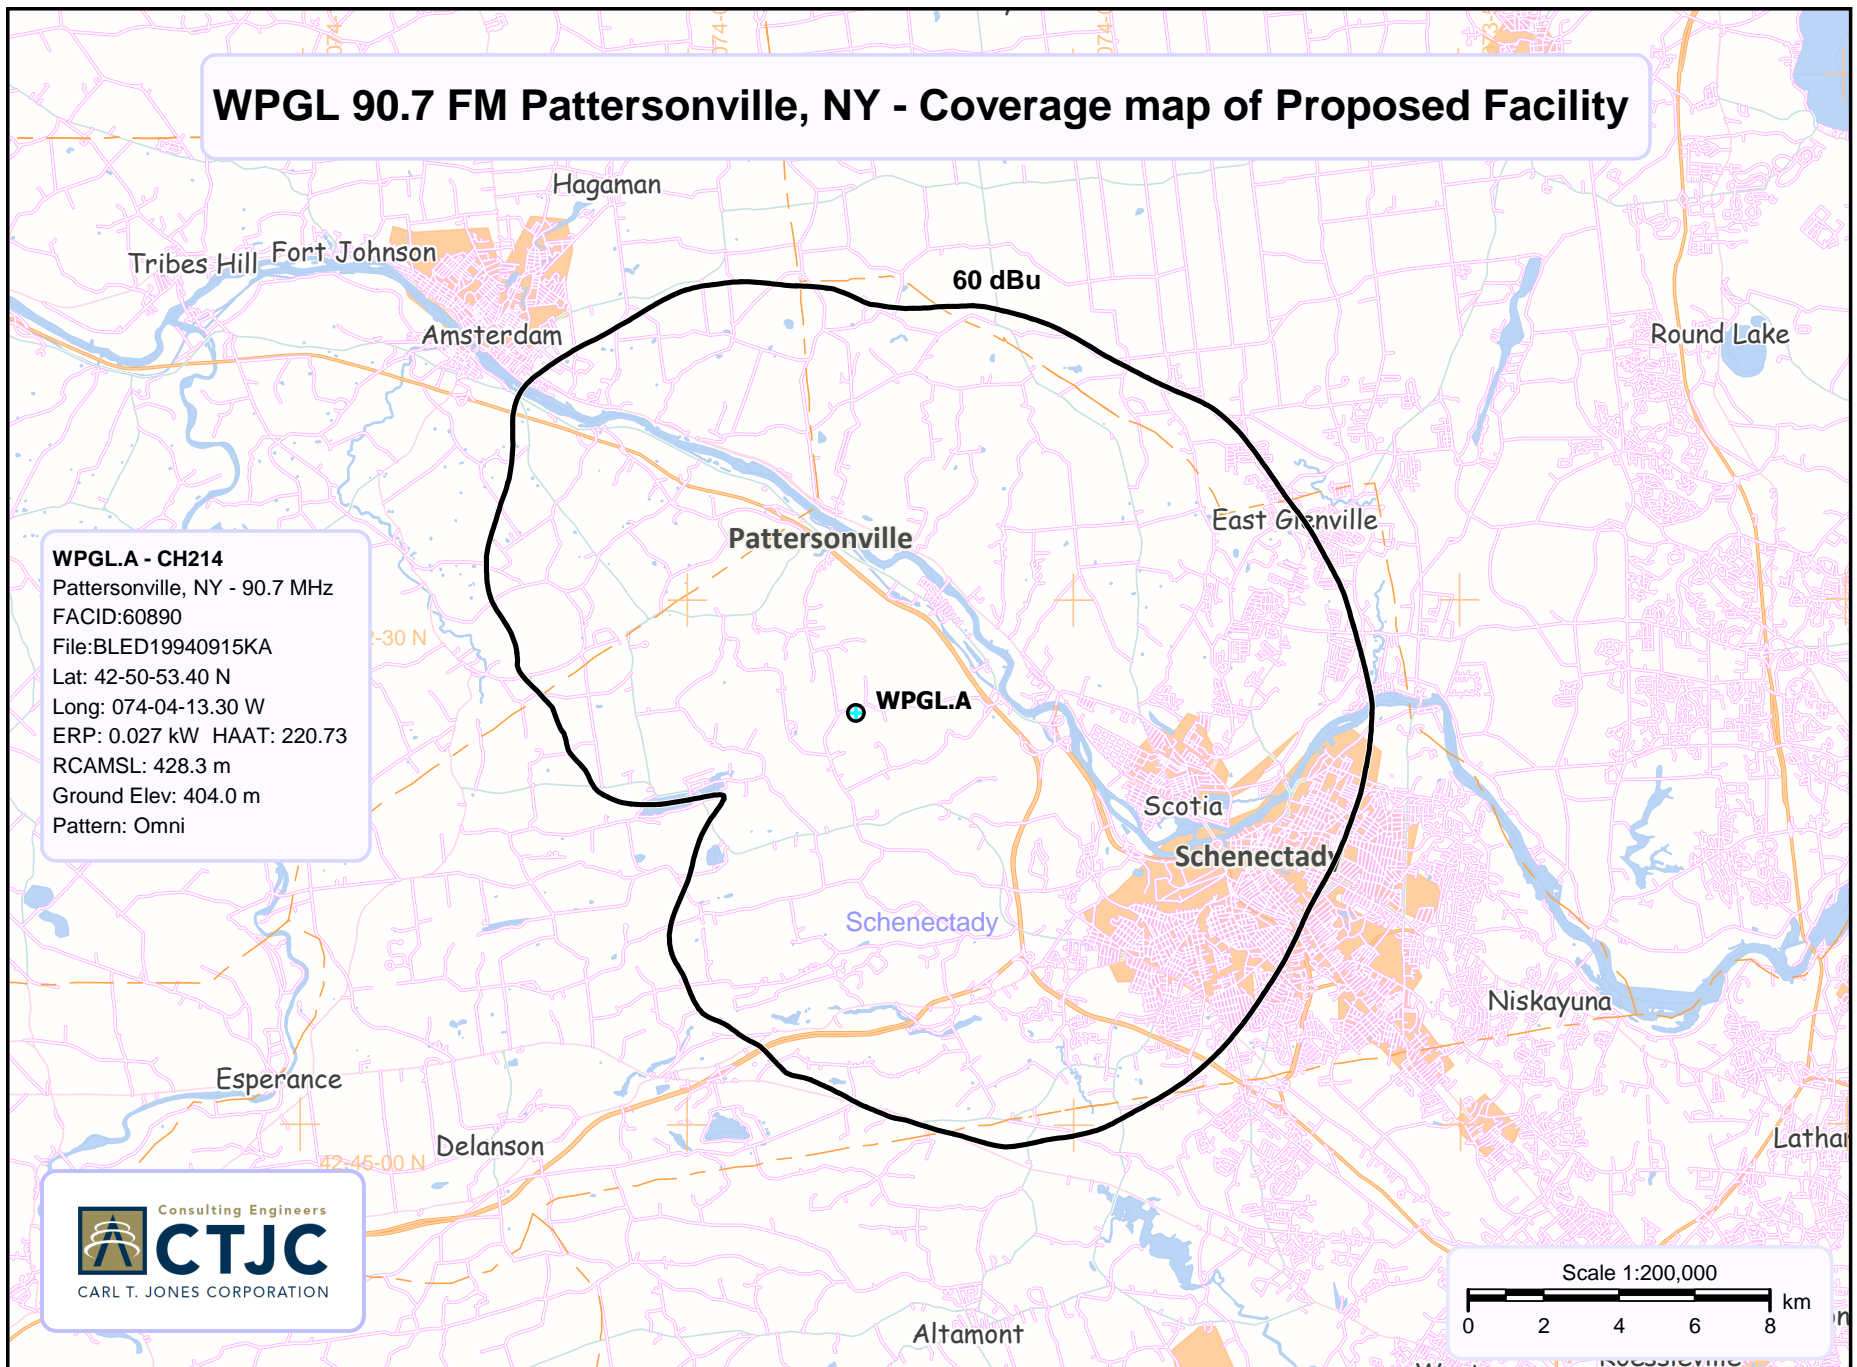 WPGL 90.7 FM Pattersonville, NY - Coverage map of Proposed Facility
Hagaman
Tribes Hill
Fort Johnson
60 dBu
Amsterdam
Round Lake
East Glenville
Pattersonville
WPGL.A - CH214
Pattersonville, NY - 90.7 MHz
FACID:60890
File:BLED19940915KA
Lat: 42-50-53.40 N
Long: 074-04-13.30 W
ERP: 0.027 kW HAAT: 220.73
RCAMSL: 428.3 m
Ground Elev: 404.0 m
Pattern: Omni
-30 N
WPGL.A
Scotia
Schenectady
Schenectady
Niskayuna
Esperance
Delanson
42-45-00 N
Consulting Engineers
CTJC
CARL T. JONES CORPORATION
Altamont
Scale 1:200,000
km
0 2 4 6 8